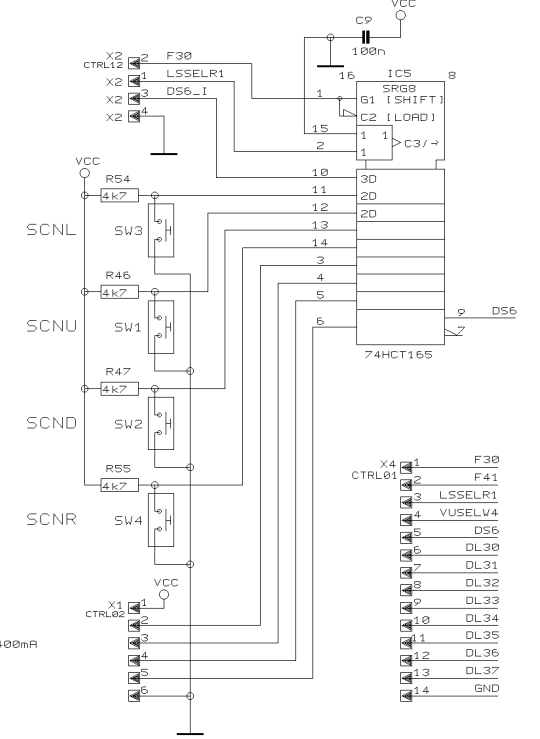 VCC
C9
100n
X2 2 F30
CTRL12
X2 1 LSSELR1
X2 3 DS6_I
X2 4
16 IC5 8
SRG8
1 G1 [SHIFT]
C2 [LOAD]
15 1 1 C3/→
2 1
10 3D
11 2D
12 2D
13
14
3
4
5
6
9 DS6
7
74HCT165
VCC
R54
4k7
SCNL SW3
R46
4k7
SCNU SW1
R47
4k7
SCND SW2
R55
4k7
SCNR SW4
VCC
X1 1
CTRL02
2
3
4
5
6
400mA
X4 1 F30
CTRL01
2 F41
3 LSSELR1
4 VUSELW4
5 DS6
6 DL30
7 DL31
8 DL32
9 DL33
10 DL34
11 DL35
12 DL36
13 DL37
14 GND